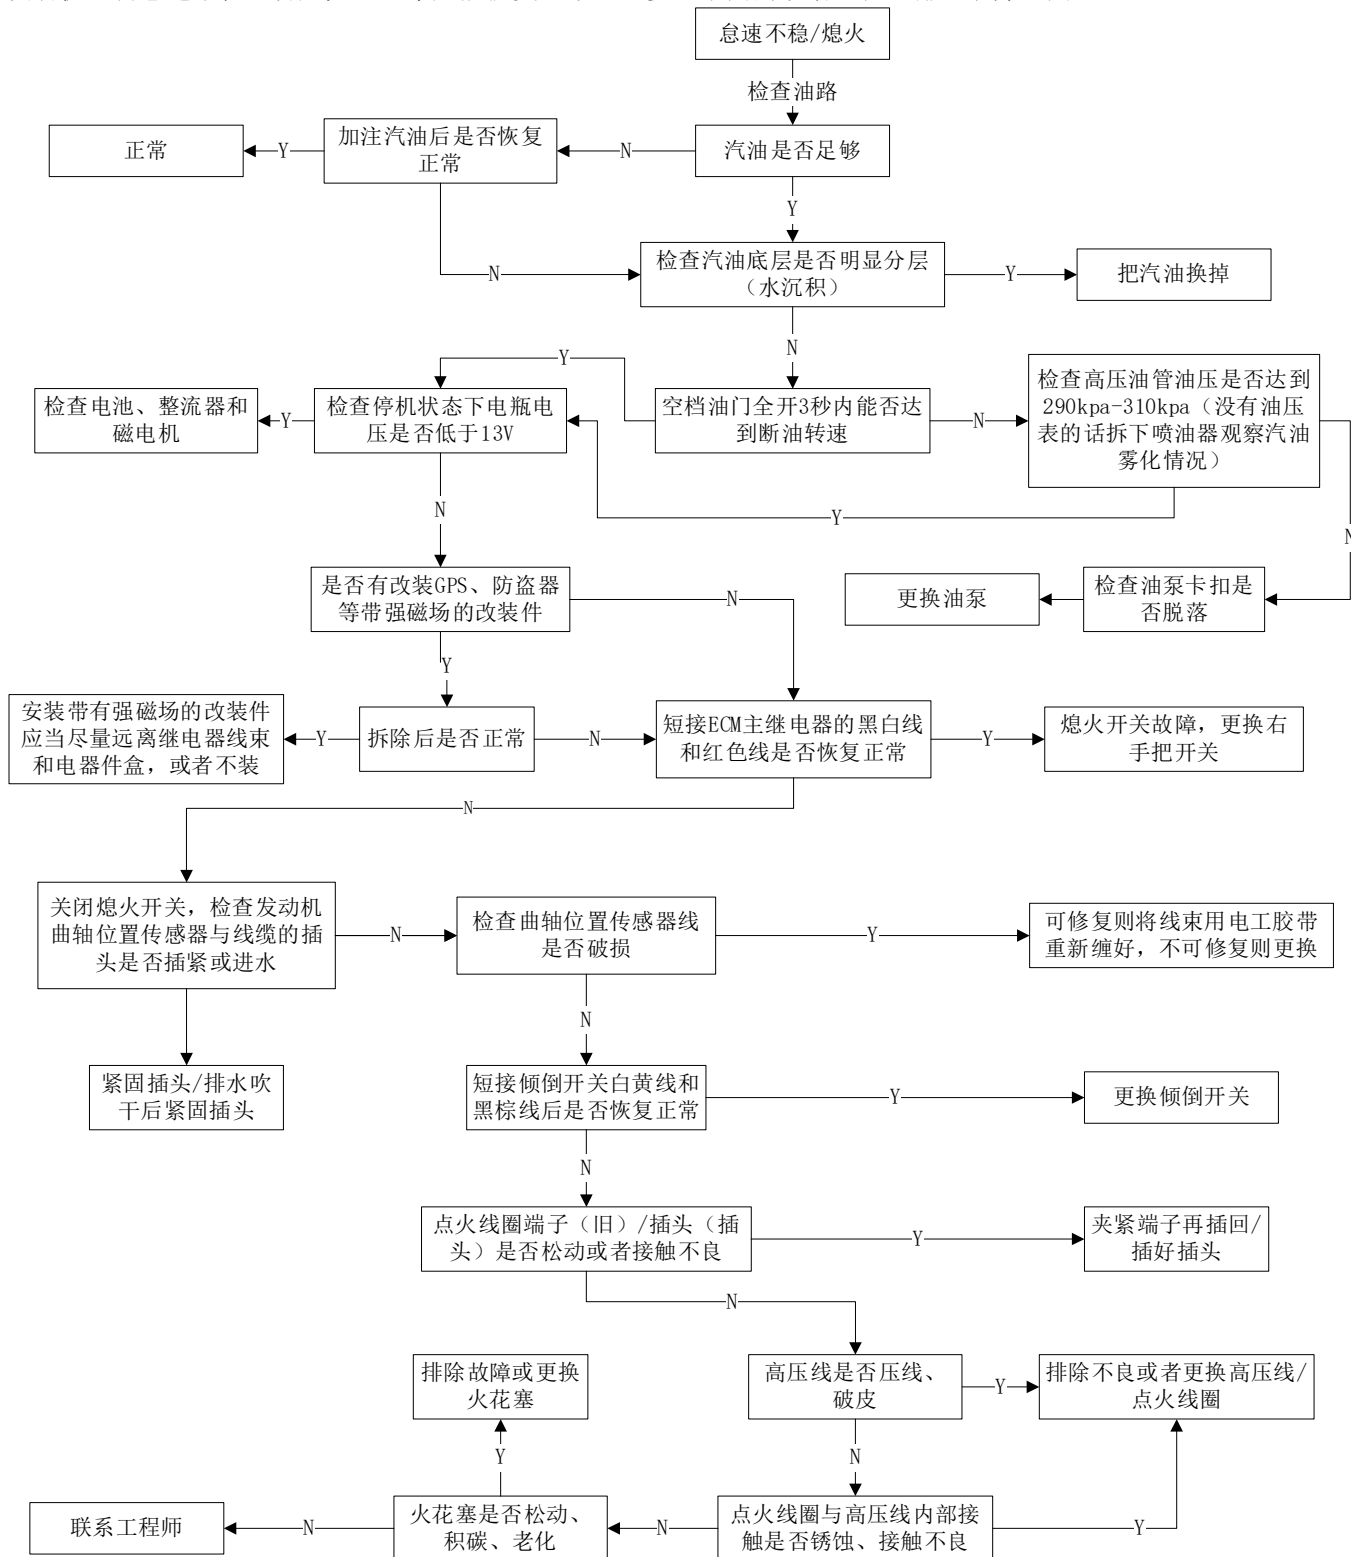 怠速不稳/熄火
检查油路
正常
Y
加注汽油后是否恢复
正常
N
汽油是否足够
Y
N
检查汽油底层是否明显分层
（水沉积）
Y
把汽油换掉
N
Y
检查电池、整流器和
磁电机
Y
检查停机状态下电瓶电
压是否低于13V
空档油门全开3秒内能否达
到断油转速
N
检查高压油管油压是否达到
290kpa-310kpa（没有油压
表的话拆下喷油器观察汽油
雾化情况）
N
Y
N
是否有改装GPS、防盗器
等带强磁场的改装件
N
更换油泵
检查油泵卡扣是
否脱落
Y
安装带有强磁场的改装件
应当尽量远离继电器线束
和电器件盒，或者不装
Y
拆除后是否正常
N
短接ECM主继电器的黑白线
和红色线是否恢复正常
Y
熄火开关故障，更换右
手把开关
N
关闭熄火开关，检查发动机
曲轴位置传感器与线缆的插
头是否插紧或进水
N
检查曲轴位置传感器线
是否破损
Y
可修复则将线束用电工胶带
重新缠好，不可修复则更换
N
紧固插头/排水吹
干后紧固插头
短接倾倒开关白黄线和
黑棕线后是否恢复正常
Y
更换倾倒开关
N
点火线圈端子（旧）/插头（插
头）是否松动或者接触不良
Y
夹紧端子再插回/
插好插头
N
排除故障或更换
火花塞
高压线是否压线、
破皮
Y
排除不良或者更换高压线/
点火线圈
Y
N
联系工程师
N
火花塞是否松动、
积碳、老化
N
点火线圈与高压线内部接
触是否锈蚀、接触不良
Y